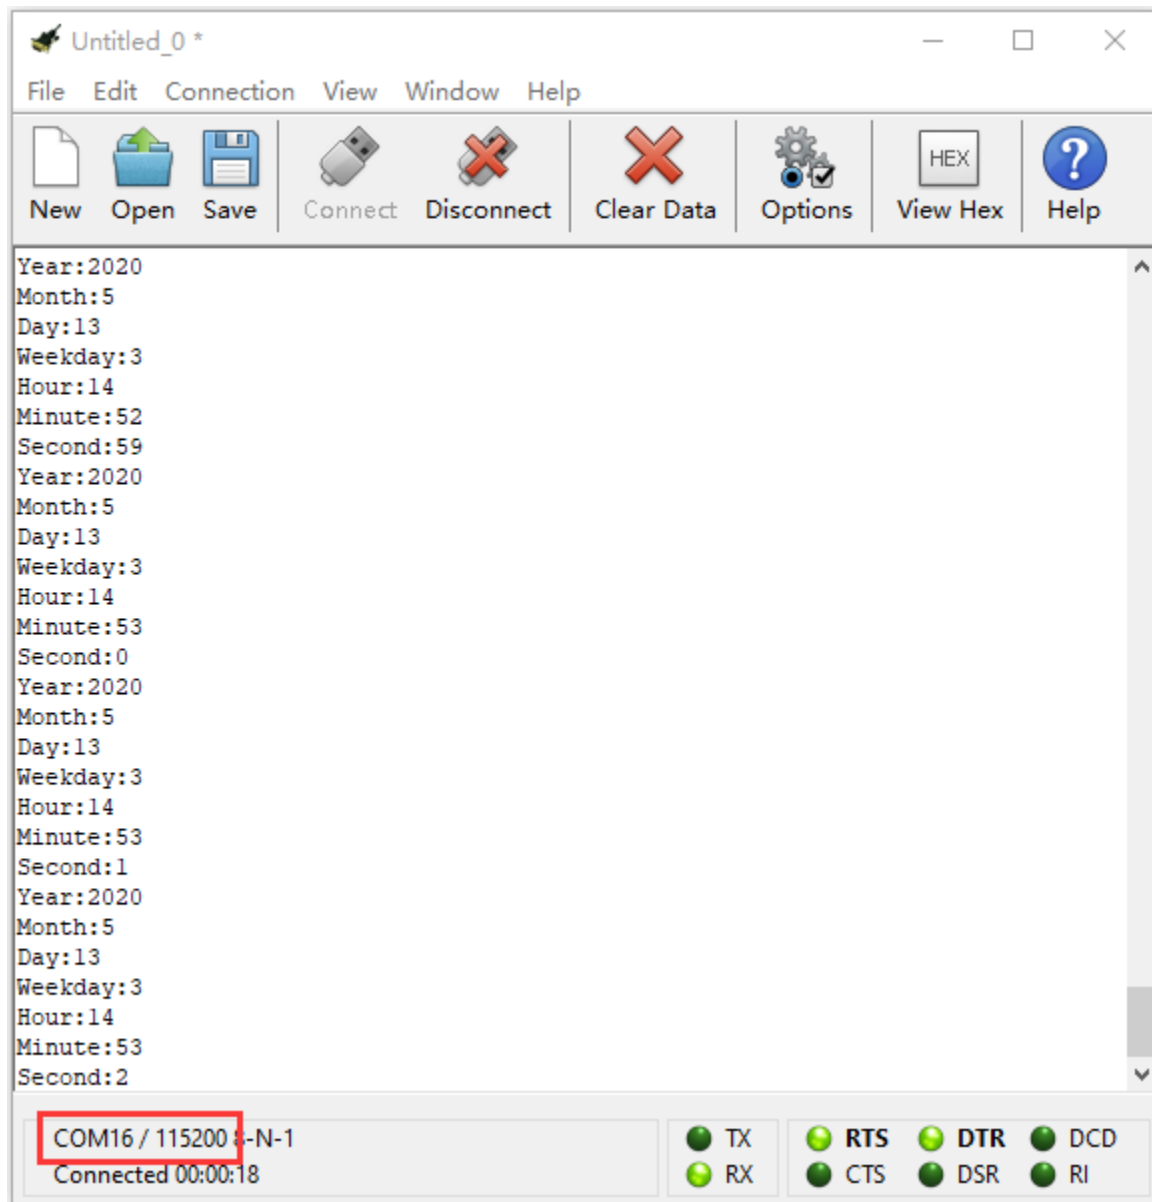 Untitled_0 *
File Edit Connection View Window Help
New Open Save Connect Disconnect Clear Data Options HEX View Hex ? Help
Year:2020
Month:5
Day:13
Weekday:3
Hour:14
Minute:52
Second:59
Year:2020
Month:5
Day:13
Weekday:3
Hour:14
Minute:53
Second:0
Year:2020
Month:5
Day:13
Weekday:3
Hour:14
Minute:53
Second:1
Year:2020
Month:5
Day:13
Weekday:3
Hour:14
Minute:53
Second:2
COM16 / 115200 8-N-1 TX RTS DTR DCD
Connected 00:00:18 RX CTS DSR RI